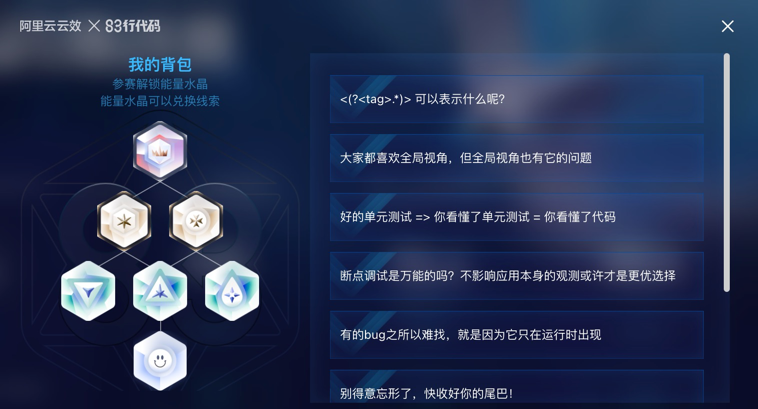 阿里云云效 × 83行代码
我的背包
参赛解锁能量水晶
能量水晶可以兑换线索
<(?<tag>.*)> 可以表示什么呢?
大家都喜欢全局视角，但全局视角也有它的问题
好的单元测试 => 你看懂了单元测试 = 你看懂了代码
断点调试是万能的吗？不影响应用本身的观测或许才是更优选择
有的bug之所以难找，就是因为它只在运行时出现
别得意忘形了，快收好你的尾巴！